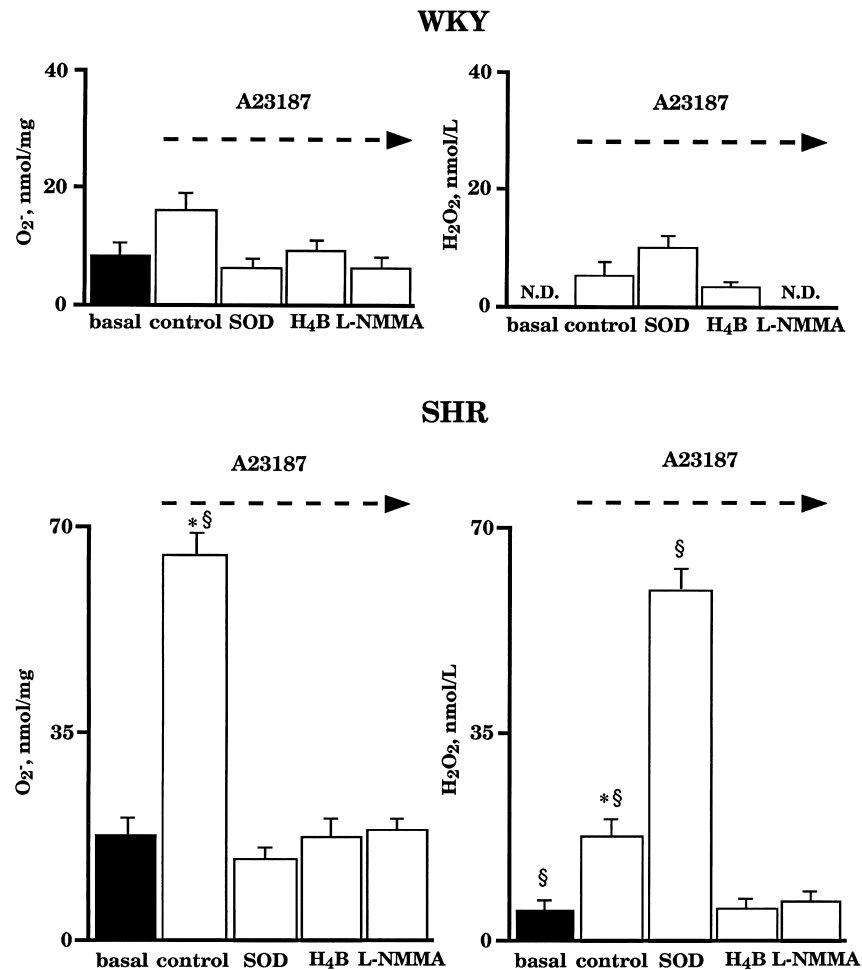 WKY
40
A23187
O2-, nmol/mg
20
0
basal control SOD H4B L-NMMA
40
A23187
H2O2, nmol/L
20
0
N.D.
N.D.
basal control SOD H4B L-NMMA
SHR
A23187
70
*§
O2-, nmol/mg
35
0
basal control SOD H4B L-NMMA
A23187
70
§
H2O2, nmol/L
35
*§
§
0
basal control SOD H4B L-NMMA